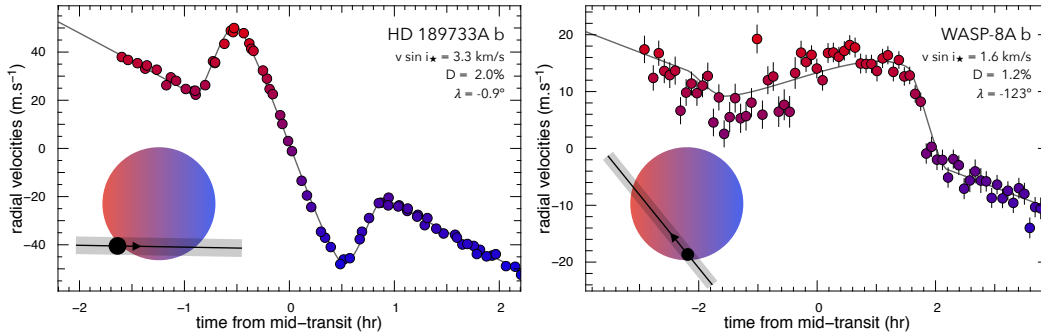 HD 189733A b
v sin i⋆ = 3.3 km/s
D = 2.0%
λ = -0.9°
radial velocities (m.s⁻¹)
40
20
0
-20
-40
-2
-1
0
1
2
time from mid-transit (hr)
WASP-8A b
v sin i⋆ = 1.6 km/s
D = 1.2%
λ = -123°
radial velocities (m.s⁻¹)
20
10
0
-10
-20
-2
0
2
time from mid-transit (hr)